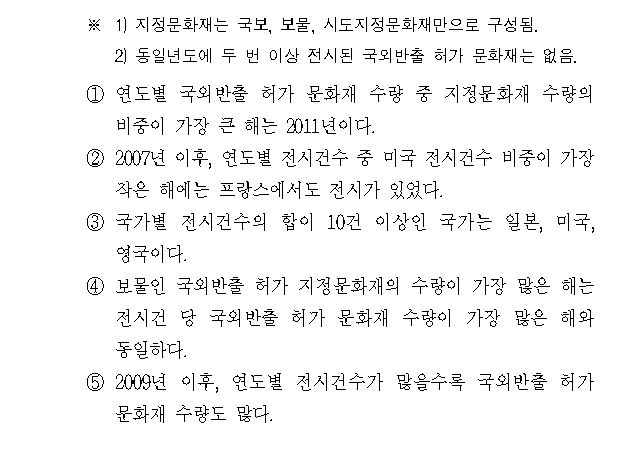 ※ 1) 지정문화재는 국보, 보물, 시도지정문화재만으로 구성됨.
2) 동일년도에 두 번 이상 전시된 국외반출 허가 문화재는 없음.
① 연도별 국외반출 허가 문화재 수량 중 지정문화재 수량의
비중이 가장 큰 해는 2011년이다.
② 2007년 이후, 연도별 전시건수 중 미국 전시건수 비중이 가장
작은 해에는 프랑스에서도 전시가 있었다.
③ 국가별 전시건수의 합이 10건 이상인 국가는 일본, 미국,
영국이다.
④ 보물인 국외반출 허가 지정문화재의 수량이 가장 많은 해는
전시건 당 국외반출 허가 문화재 수량이 가장 많은 해와
동일하다.
⑤ 2009년 이후, 연도별 전시건수가 많을수록 국외반출 허가
문화재 수량도 많다.